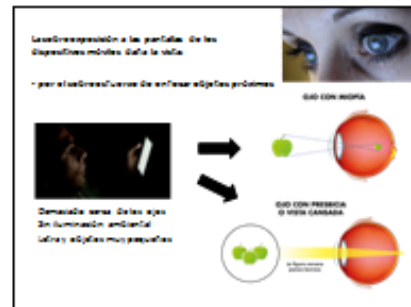 La sobreexposición a las pantallas de los
dispositivos móviles daña la vista
- por el sobreesfuerzo de enfocar objetos próximos
OJO CON MIOPÍA
Demasiado cerca de los ojos
Sin iluminación ambiental
Letra y objetos muy pequeños
OJO CON PRESBICIA
O VISTA CANSADA